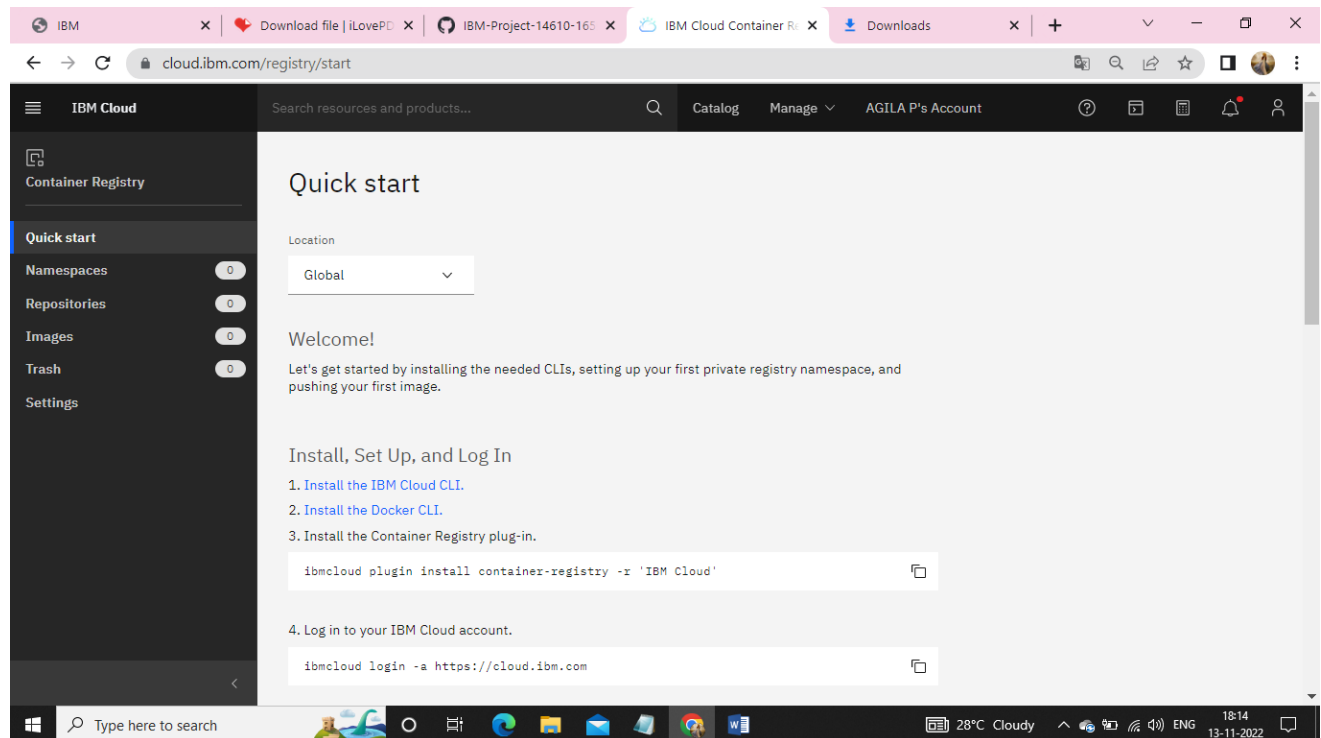 IBM
Download file | iLovePD
IBM-Project-14610-165
IBM Cloud Container Re
Downloads
cloud.ibm.com/registry/start
IBM Cloud
Search resources and products...
Catalog
Manage
AGILA P's Account
Container Registry
Quick start
Namespaces 0
Repositories 0
Images 0
Trash 0
Settings
Quick start
Location
Global
Welcome!
Let's get started by installing the needed CLIs, setting up your first private registry namespace, and
pushing your first image.
Install, Set Up, and Log In
1. Install the IBM Cloud CLI.
2. Install the Docker CLI.
3. Install the Container Registry plug-in.
ibmcloud plugin install container-registry -r 'IBM Cloud'
4. Log in to your IBM Cloud account.
ibmcloud login -a https://cloud.ibm.com
Type here to search
28°C Cloudy
ENG
18:14
13-11-2022